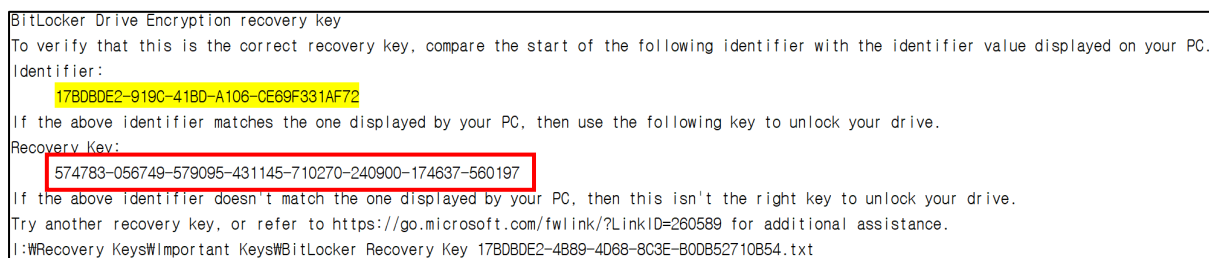 BitLocker Drive Encryption recovery key
To verify that this is the correct recovery key, compare the start of the following identifier with the identifier value displayed on your PC.
Identifier:
17BDBDE2-919C-41BD-A106-CE69F331AF72
If the above identifier matches the one displayed by your PC, then use the following key to unlock your drive.
Recovery Key:
574783-056749-579095-431145-710270-240900-174637-560197
If the above identifier doesn't match the one displayed by your PC, then this isn't the right key to unlock your drive.
Try another recovery key, or refer to https://go.microsoft.com/fwlink/?LinkID=260589 for additional assistance.
I:₩Recovery Keys₩Important Keys₩BitLocker Recovery Key 17BDBDE2-4B89-4D68-8C3E-B0DB52710B54.txt